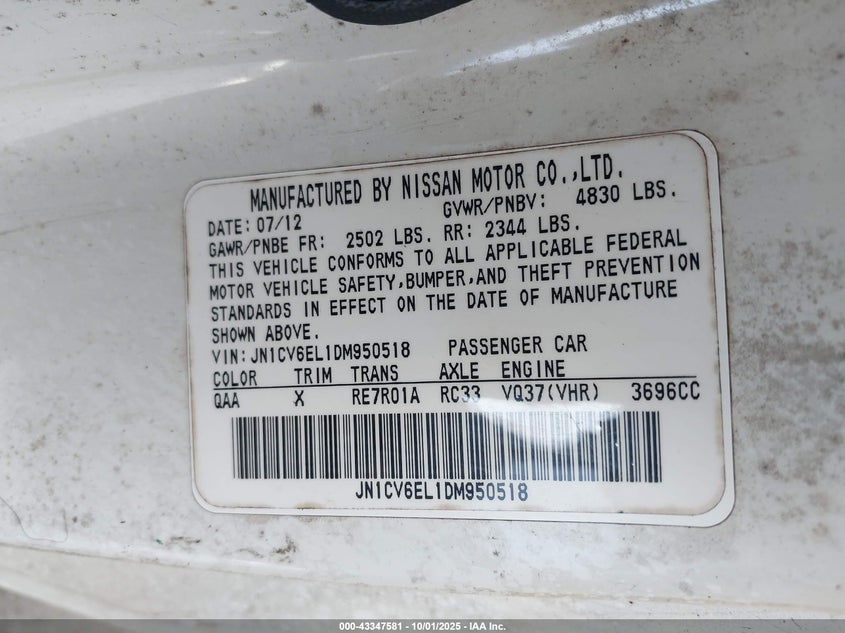 MANUFACTURED BY NISSAN MOTOR CO.,LTD.
DATE: 07/12 GVWR/PNBV: 4830 LBS.
GAWR/PNBE FR: 2502 LBS. RR: 2344 LBS.
THIS VEHICLE CONFORMS TO ALL APPLICABLE FEDERAL
MOTOR VEHICLE SAFETY,BUMPER,AND THEFT PREVENTION
STANDARDS IN EFFECT ON THE DATE OF MANUFACTURE
SHOWN ABOVE.
VIN: JN1CV6EL1DM950518 PASSENGER CAR
COLOR TRIM TRANS AXLE ENGINE
QAA X RE7R01A RC33 VQ37(VHR) 3696CC
JN1CV6EL1DM950518
000-43347581 - 10/01/2025 - IAA Inc.